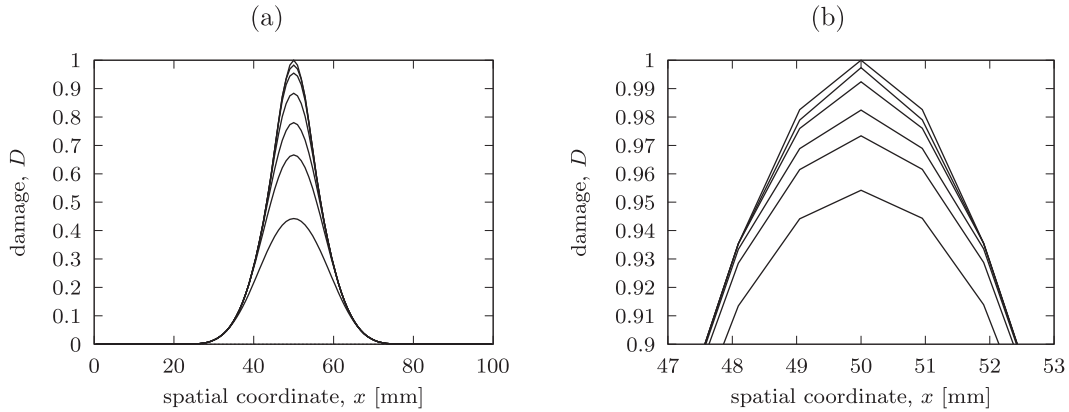 (a)
1
0.9
0.8
0.7
0.6
0.5
0.4
0.3
0.2
0.1
0
0 20 40 60 80 100
damage, D
spatial coordinate, x [mm]
(b)
1
0.99
0.98
0.97
0.96
0.95
0.94
0.93
0.92
0.91
0.9
47 48 49 50 51 52 53
damage, D
spatial coordinate, x [mm]